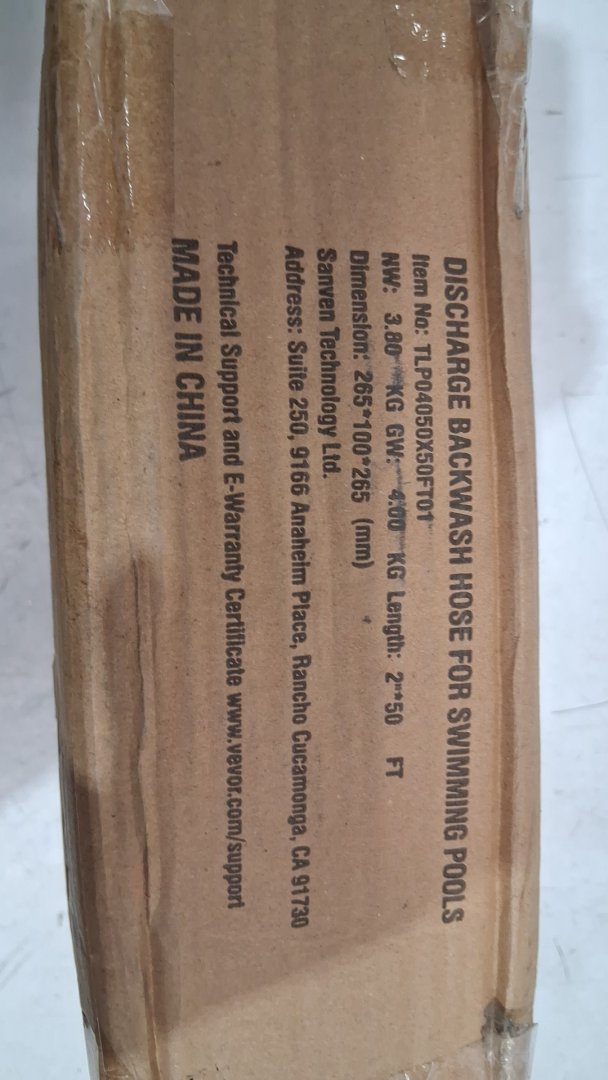 DISCHARGE BACKWASH HOSE FOR SWIMMING POOLS
Item No: TLP04050X50FT01
NW: 3.80 KG GW: 4.00 KG Length: 2"*50 FT
Dimension: 265*100*265 (mm)
Sanven Technology Ltd.
Address: Suite 250, 9166 Anaheim Place, Rancho Cucamonga, CA 91730
Technical Support and E-Warranty Certificate www.vevor.com/support
MADE IN CHINA